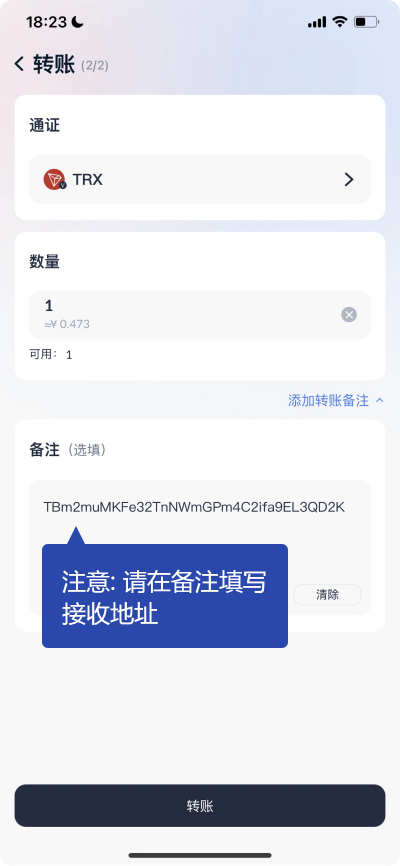 18:23
转账 (2/2)
通证
TRX
数量
1
≈¥ 0.473
可用： 1
添加转账备注
备注（选填）
TBm2muMKFe32TnNWmGPm4C2ifa9EL3QD2K
注意: 请在备注填写
接收地址
清除
转账